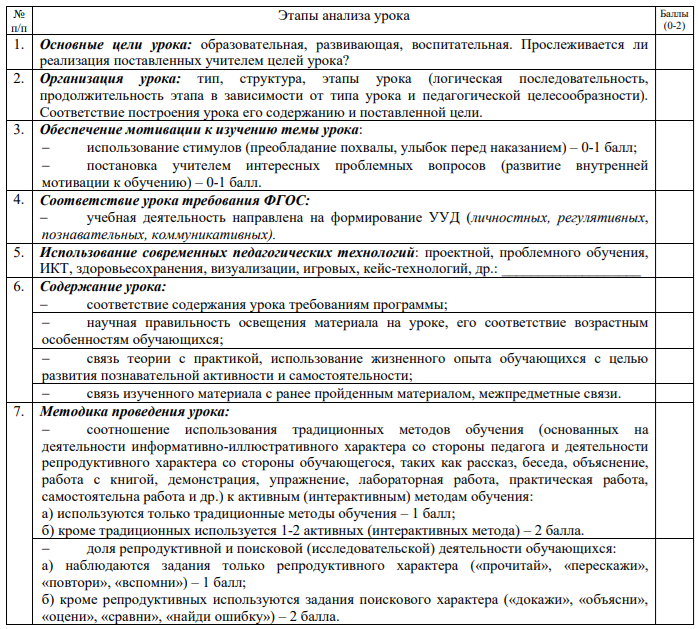 № Этапы анализа урока Баллы
п/п (0-2)
1. Основные цели урока: образовательная, развивающая, воспитательная. Прослеживается ли
реализация поставленных учителем целей урока?
2. Организация урока: тип, структура, этапы урока (логическая последовательность,
продолжительность этапа в зависимости от типа урока и педагогической целесообразности).
Соответствие построения урока его содержанию и поставленной цели.
3. Обеспечение мотивации к изучению темы урока:
– использование стимулов (преобладание похвалы, улыбок перед наказанием) – 0-1 балл;
– постановка учителем интересных проблемных вопросов (развитие внутренней
мотивации к обучению) – 0-1 балл.
4. Соответствие урока требования ФГОС:
– учебная деятельность направлена на формирование УУД (личностных, регулятивных,
познавательных, коммуникативных).
5. Использование современных педагогических технологий: проектной, проблемного обучения,
ИКТ, здоровьесохранения, визуализации, игровых, кейс-технологий, др.: ___________________
6. Содержание урока:
– соответствие содержания урока требованиям программы;
– научная правильность освещения материала на уроке, его соответствие возрастным
особенностям обучающихся;
– связь теории с практикой, использование жизненного опыта обучающихся с целью
развития познавательной активности и самостоятельности;
– связь изученного материала с ранее пройденным материалом, межпредметные связи.
7. Методика проведения урока:
– соотношение использования традиционных методов обучения (основанных на
деятельности информативно-иллюстративного характера со стороны педагога и деятельности
репродуктивного характера со стороны обучающегося, таких как рассказ, беседа, объяснение,
работа с книгой, демонстрация, упражнение, лабораторная работа, практическая работа,
самостоятельна работа и др.) к активным (интерактивным) методам обучения:
а) используются только традиционные методы обучения – 1 балл;
б) кроме традиционных используется 1-2 активных (интерактивных метода) – 2 балла.
– доля репродуктивной и поисковой (исследовательской) деятельности обучающихся:
а) наблюдаются задания только репродуктивного характера («прочитай», «перескажи»,
«повтори», «вспомни») – 1 балл;
б) кроме репродуктивных используются задания поискового характера («докажи», «объясни»,
«оцени», «сравни», «найди ошибку») – 2 балла.